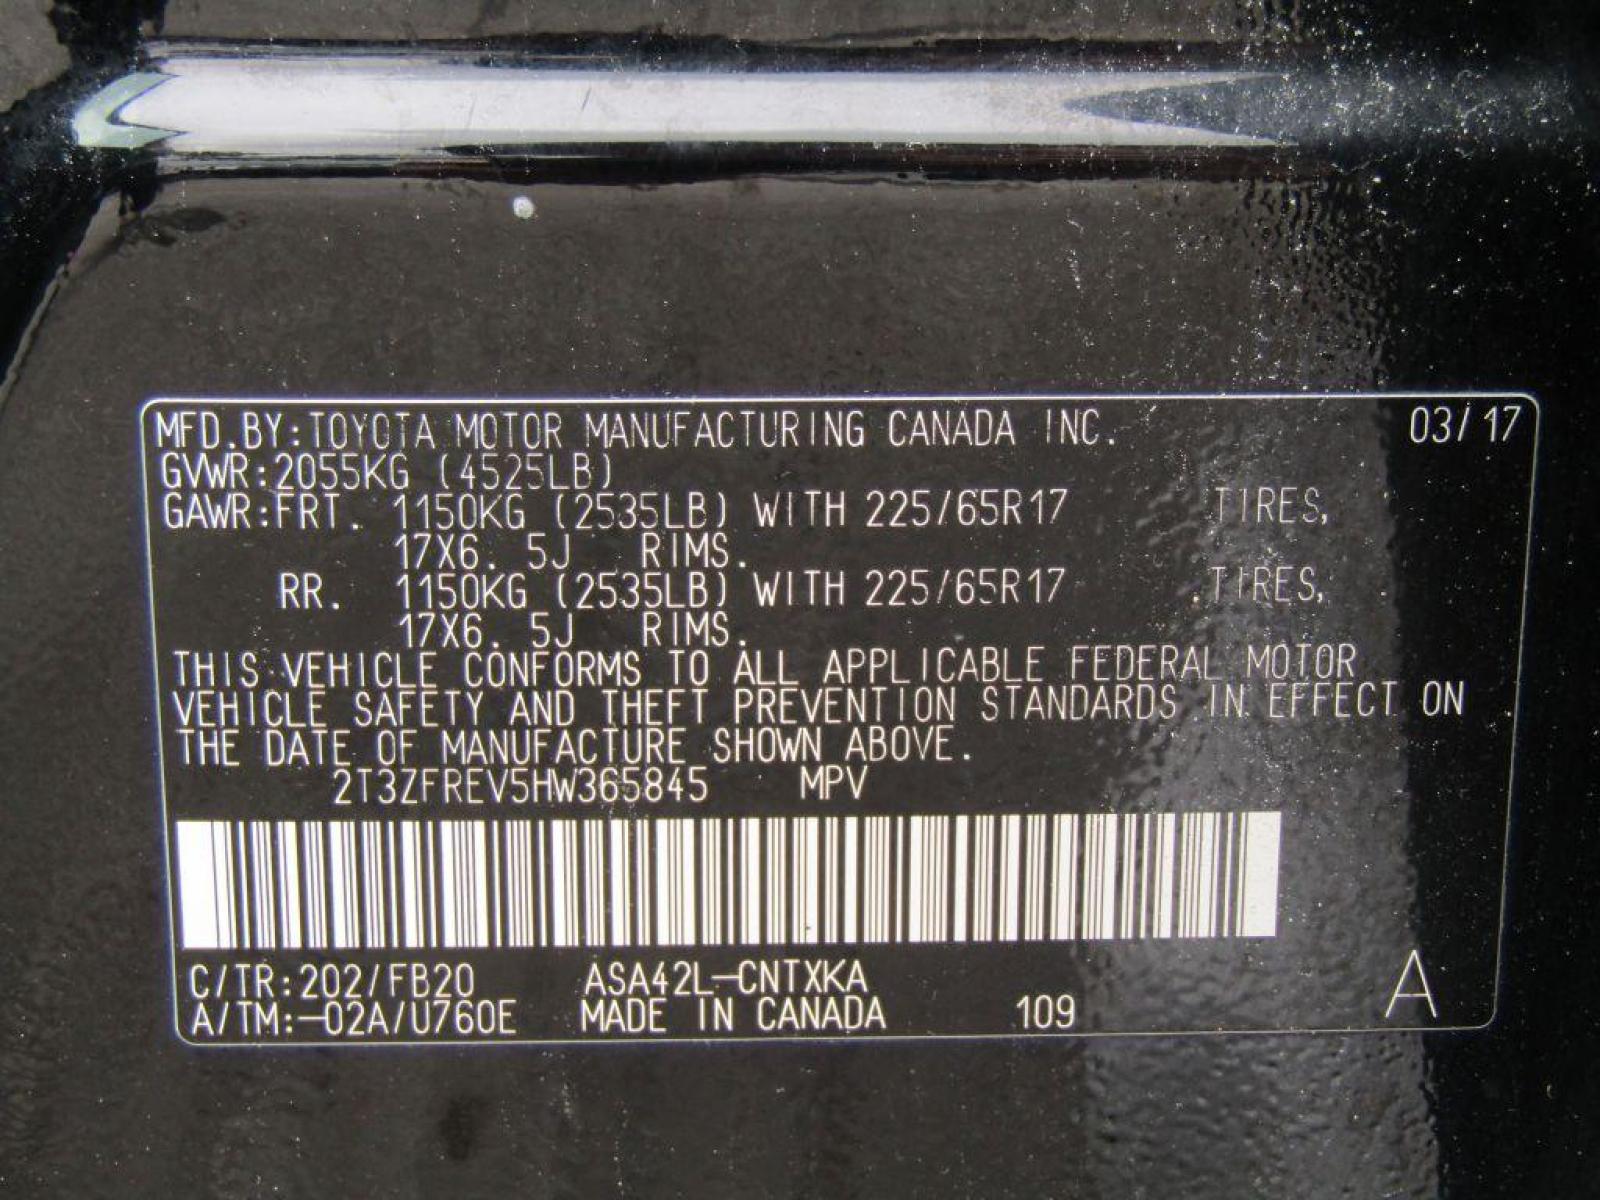 MFD.BY:TOYOTA MOTOR MANUFACTURING CANADA INC. 03/17
GVWR:2055KG (4525LB)
GAWR:FRT. 1150KG (2535LB) WITH 225/65R17 TIRES,
17X6.5J RIMS.
RR. 1150KG (2535LB) WITH 225/65R17 TIRES,
17X6.5J RIMS.
THIS VEHICLE CONFORMS TO ALL APPLICABLE FEDERAL MOTOR
VEHICLE SAFETY AND THEFT PREVENTION STANDARDS IN EFFECT ON
THE DATE OF MANUFACTURE SHOWN ABOVE.
2T3ZFREV5HW365845 MPV
C/TR:202/FB20 ASA42L-CNTXKA
A/TM:-02A/U760E MADE IN CANADA 109 A